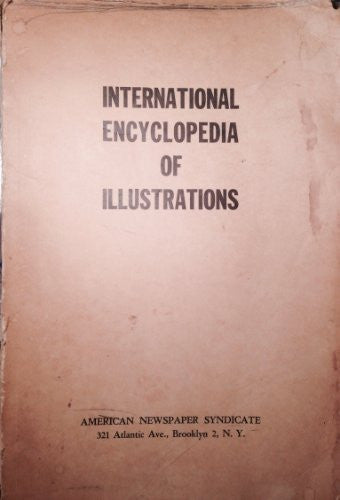 INTERNATIONAL
ENCYCLOPEDIA
OF
ILLUSTRATIONS
AMERICAN NEWSPAPER SYNDICATE
321 Atlantic Ave., Brooklyn 2, N. Y.